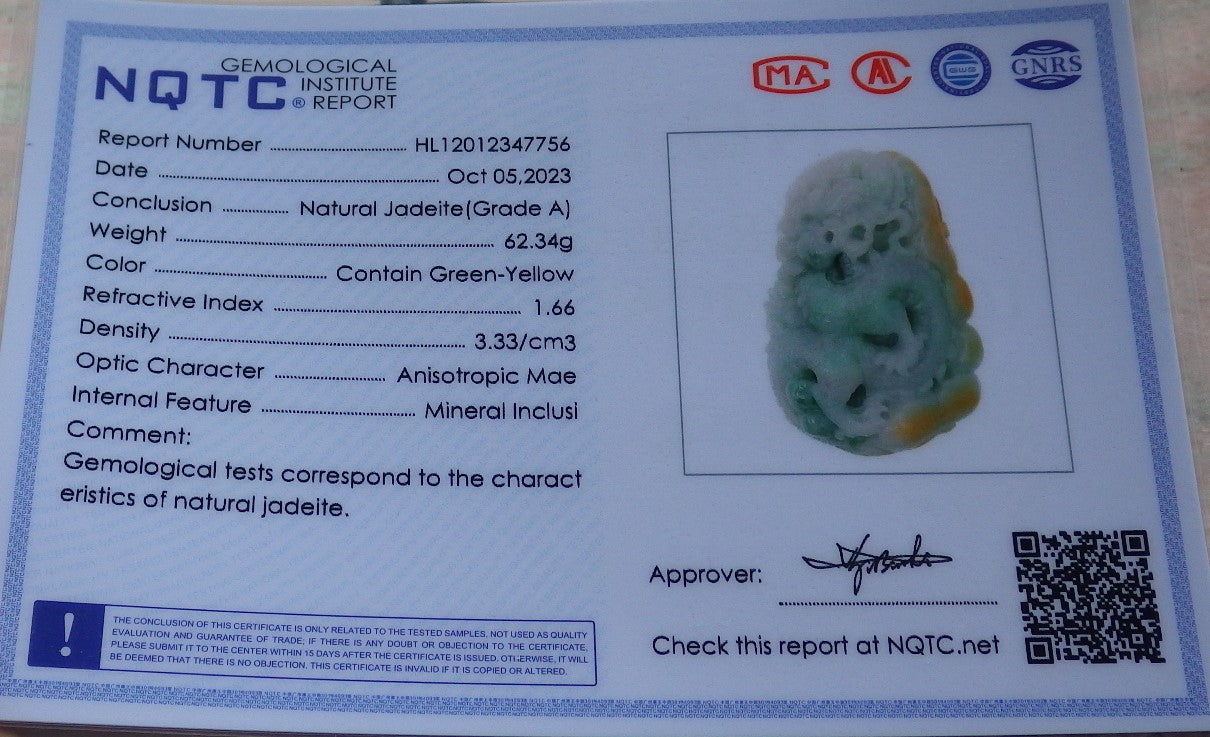 NQTC® GEMOLOGICAL INSTITUTE REPORT
Report Number ........ HL12012347756
Date ........ Oct 05,2023
Conclusion ........ Natural Jadeite(Grade A)
Weight ........ 62.34g
Color ........ Contain Green-Yellow
Refractive Index ........ 1.66
Density ........ 3.33/cm3
Optic Character ........ Anisotropic Mae
Internal Feature ........ Mineral Inclusi
Comment:
Gemological tests correspond to the charact
eristics of natural jadeite.
!
THE CONCLUSION OF THIS CERTIFICATE IS ONLY RELATED TO THE TESTED SAMPLES, NOT USED AS QUALITY
EVALUATION AND GUARANTEE OF TRADE; IF THERE IS ANY DOUBT OR OBJECTION TO THE CERTIFICATE,
PLEASE SUBMIT IT TO THE CENTER WITHIN 15 DAYS AFTER THE CERTIFICATE IS ISSUED. OTHERWISE, IT WILL
BE DEEMED THAT THERE IS NO OBJECTION. THIS CERTIFICATE IS INVALID IF IT IS COPIED OR ALTERED.
MA
GWG
GNRS
Approver:
Check this report at NQTC.net